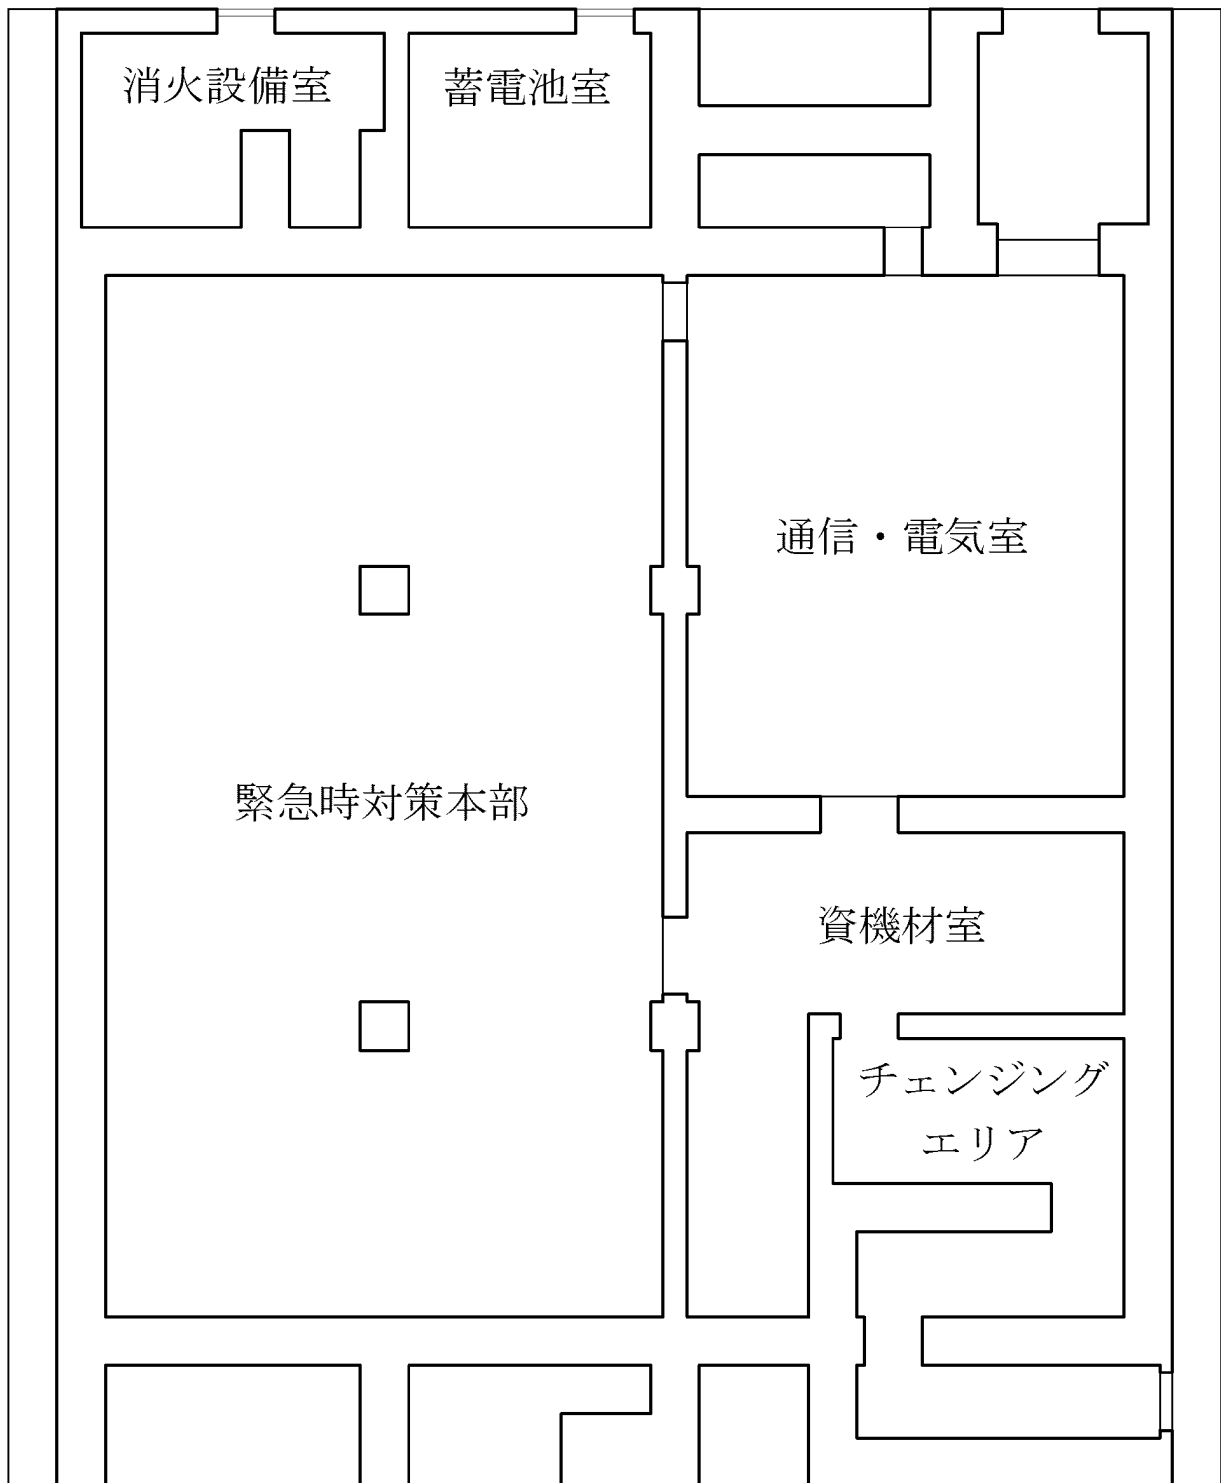 消火設備室
蓄電池室
通信・電気室
緊急時対策本部
資機材室
チェンジング
エリア